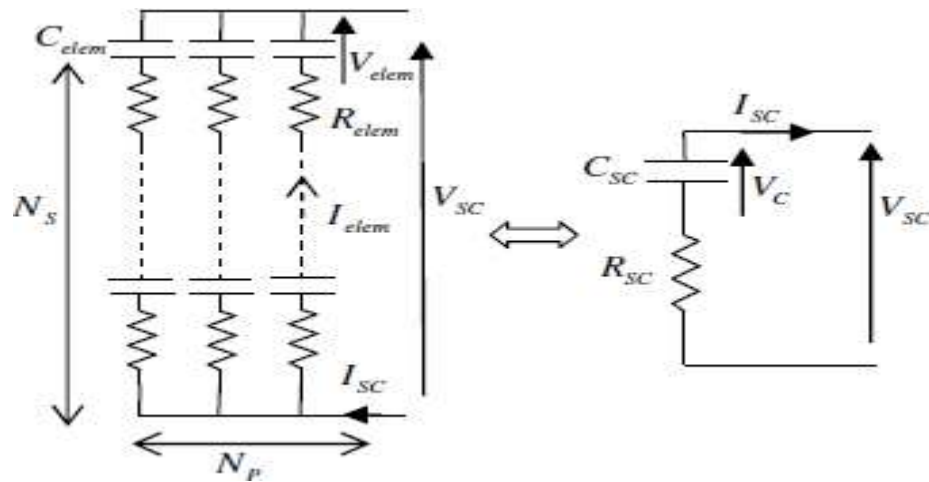 C_elem
V_elem
R_elem
N_S
I_elem
V_SC
I_SC
N_P
I_SC
C_SC
V_C
V_SC
R_SC